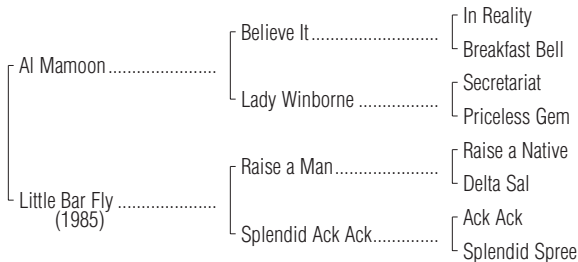 In Reality
Believe It
Breakfast Bell
Al Mamoon
Secretariat
Lady Winborne
Priceless Gem
Raise a Native
Raise a Man
Delta Sal
Little Bar Fly
(1985)
Ack Ack
Splendid Ack Ack
Splendid Spree